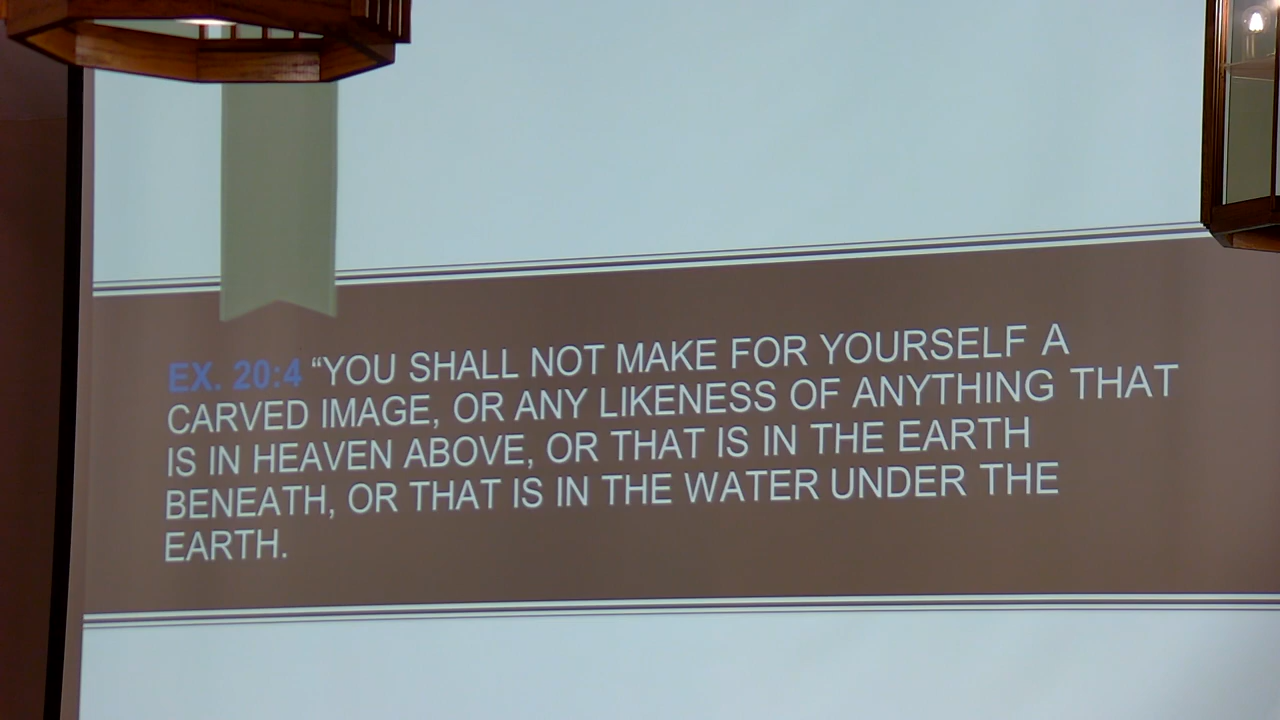 EX. 20:4 “YOU SHALL NOT MAKE FOR YOURSELF A
CARVED IMAGE, OR ANY LIKENESS OF ANYTHING THAT
IS IN HEAVEN ABOVE, OR THAT IS IN THE EARTH
BENEATH, OR THAT IS IN THE WATER UNDER THE
EARTH.